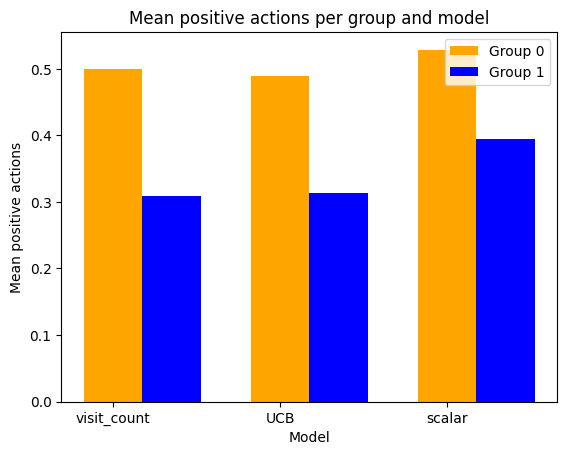 Mean positive actions per group and model
Group 0
Group 1
Mean positive actions
0.5
0.4
0.3
0.2
0.1
0.0
visit_count
UCB
scalar
Model